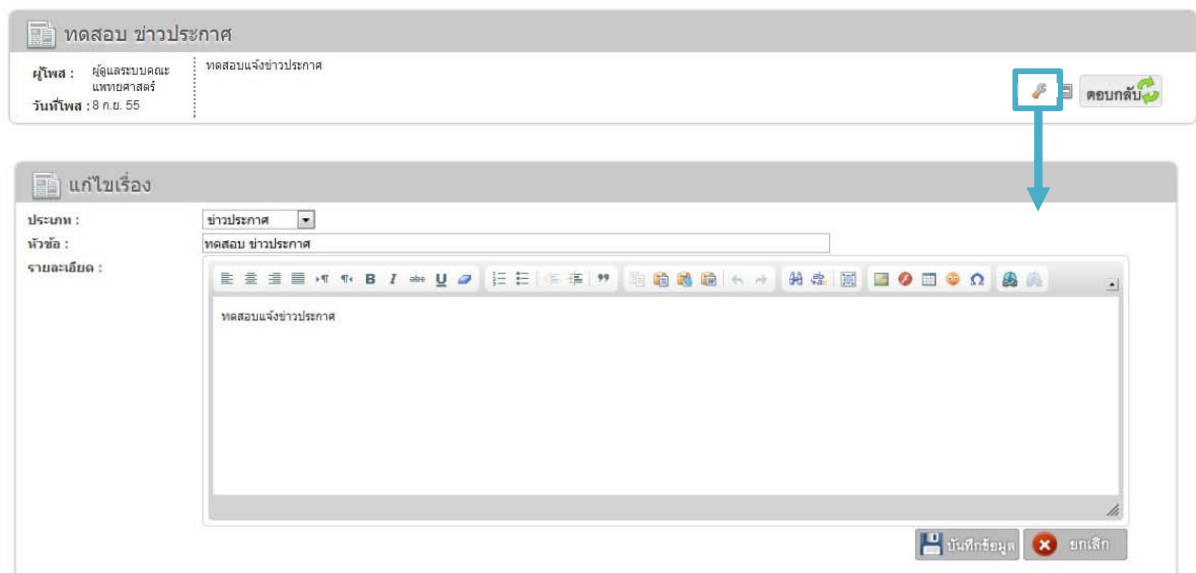 ทดสอบ ข่าวประกาศ
ผู้โพส : ผู้ดูแลระบบคณะ ทดสอบแจ้งข่าวประกาศ
แพทยศาสตร์
วันที่โพส : 8 ก.ย. 55
ตอบกลับ
แก้ไขเรื่อง
ประเภท : ข่าวประกาศ
หัวข้อ : ทดสอบ ข่าวประกาศ
รายละเอียด :
ทดสอบแจ้งข่าวประกาศ
บันทึกข้อมูล ยกเลิก